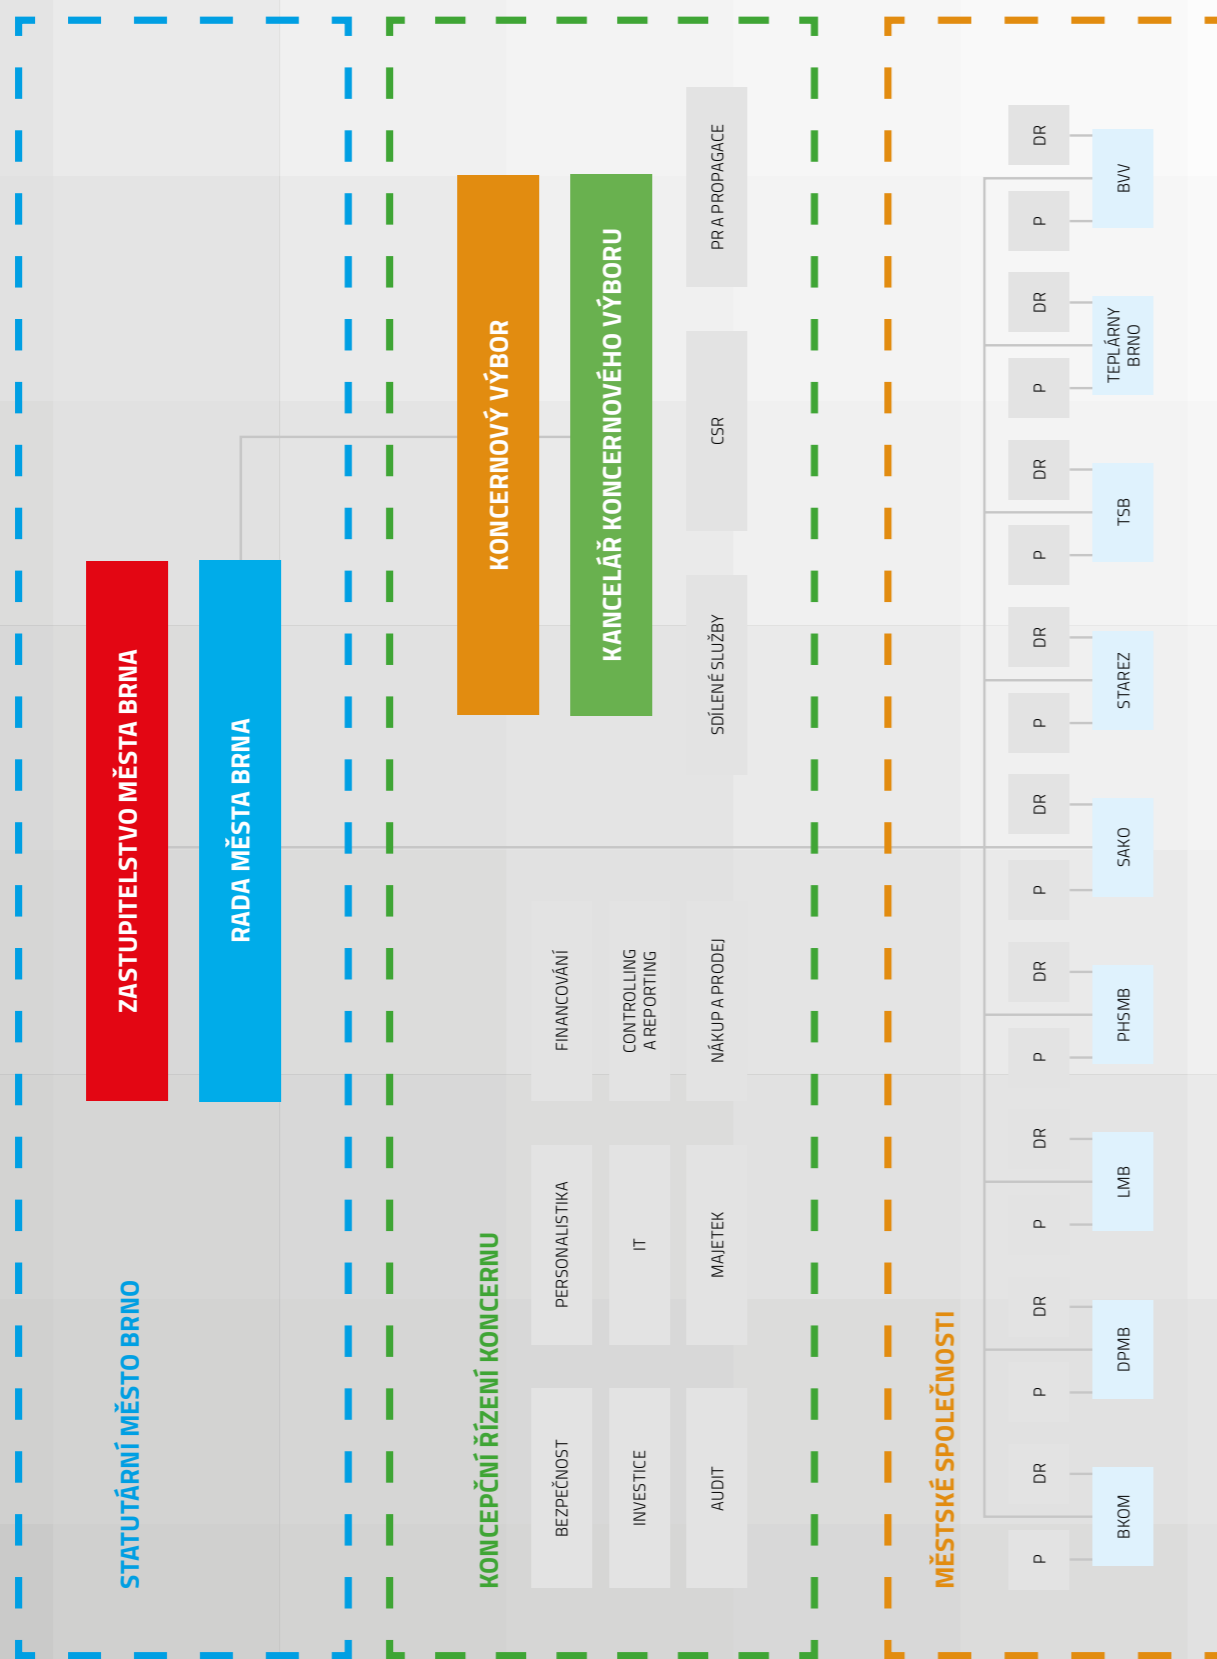 STATUTÁRNÍ MĚSTO BRNO
ZASTUPITELSTVO MĚSTA BRNA
RADA MĚSTA BRNA
KONCEPČNÍ ŘÍZENÍ KONCERNU
KONCERNOVÝ VÝBOR
KANCELÁŘ KONCERNOVÉHO VÝBORU
BEZPEČNOST
PERSONALISTIKA
FINANCOVÁNÍ
INVESTICE
IT
CONTROLLING
A REPORTING
AUDIT
MAJETEK
NÁKUP A PRODEJ
SDÍLENÉ SLUŽBY
CSR
PR A PROPAGACE
MĚSTSKÉ SPOLEČNOSTI
P
DR
P
DR
P
DR
P
DR
P
DR
P
DR
P
DR
P
DR
P
DR
BKOM
DPMB
LMB
PHSMB
SAKO
STAREZ
TSB
TEPLÁRNY
BRNO
BVV